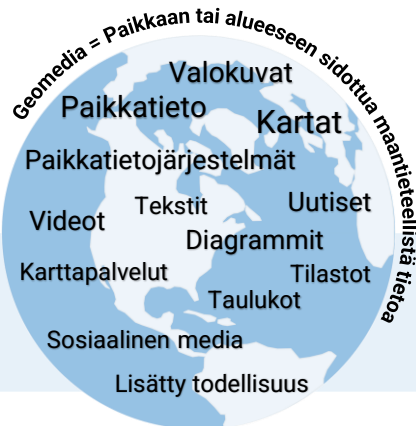 Geomedia = Paikkaan tai alueeseen sidottua maantieteellistä tietoa
Valokuvat
Paikkatieto
Kartat
Paikkatietojärjestelmät
Tekstit
Uutiset
Videot
Diagrammit
Karttapalvelut
Tilastot
Taulukot
Sosiaalinen media
Lisätty todellisuus